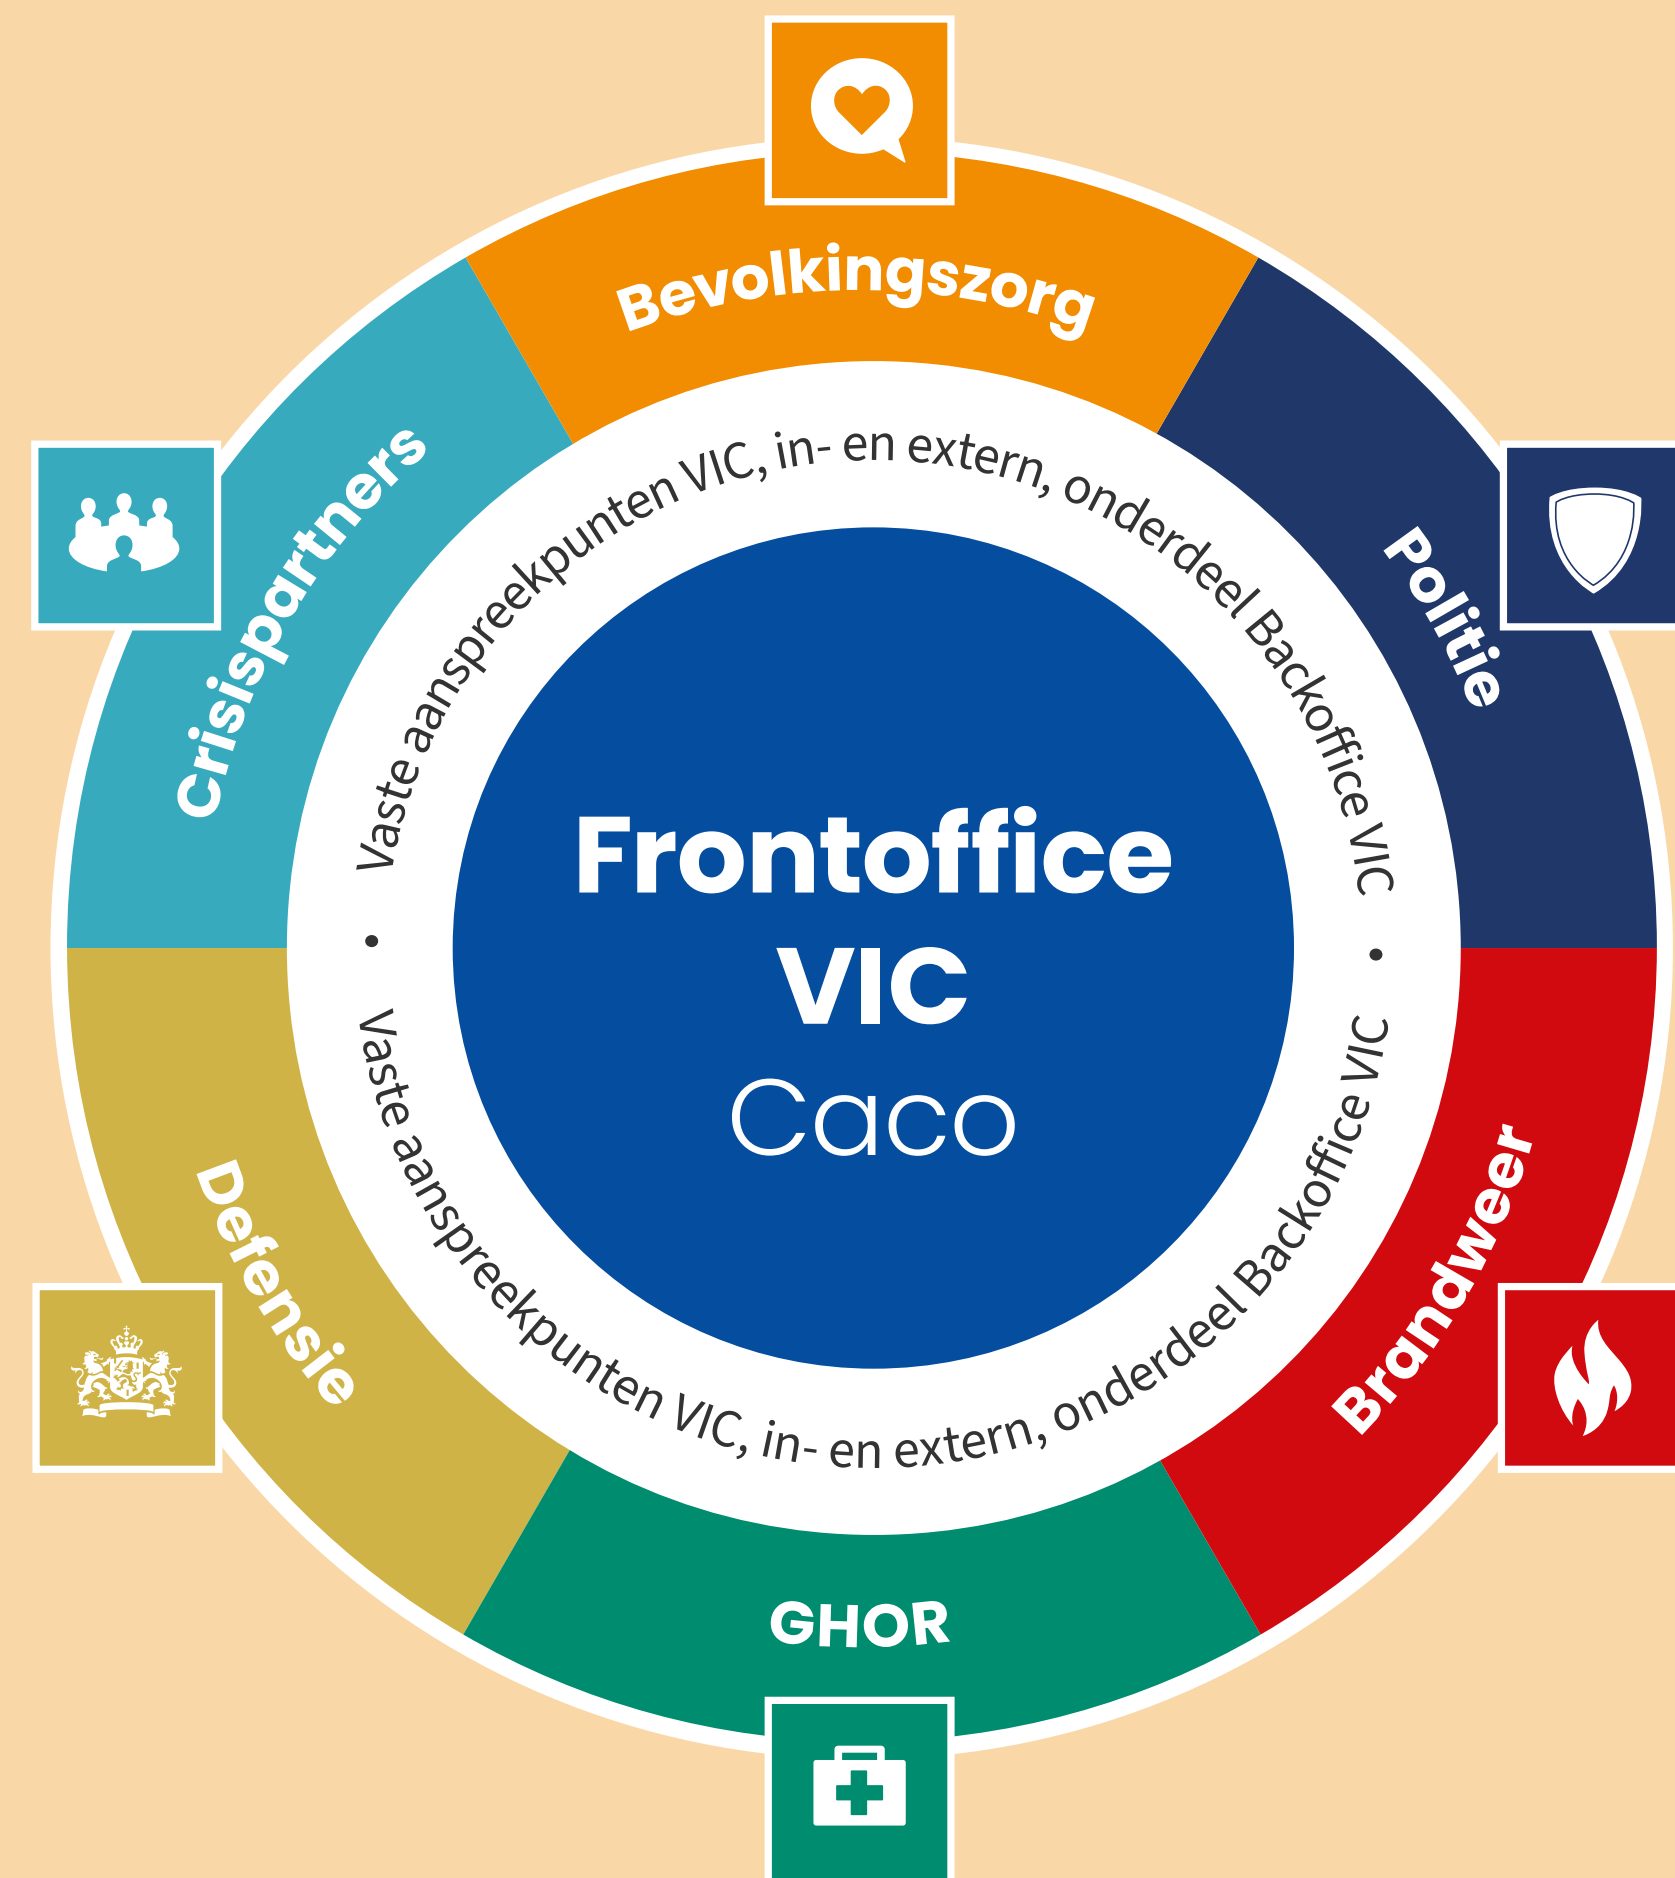 Bevolkingszorg
Politie
Brandweer
GHOR
Defensie
Crisispartners
Vaste aanspreekpunten VIC, in- en extern, onderdeel Backoffice VIC •
Vaste aanspreekpunten VIC, in- en extern, onderdeel Backoffice VIC •
Frontoffice
VIC
Caco